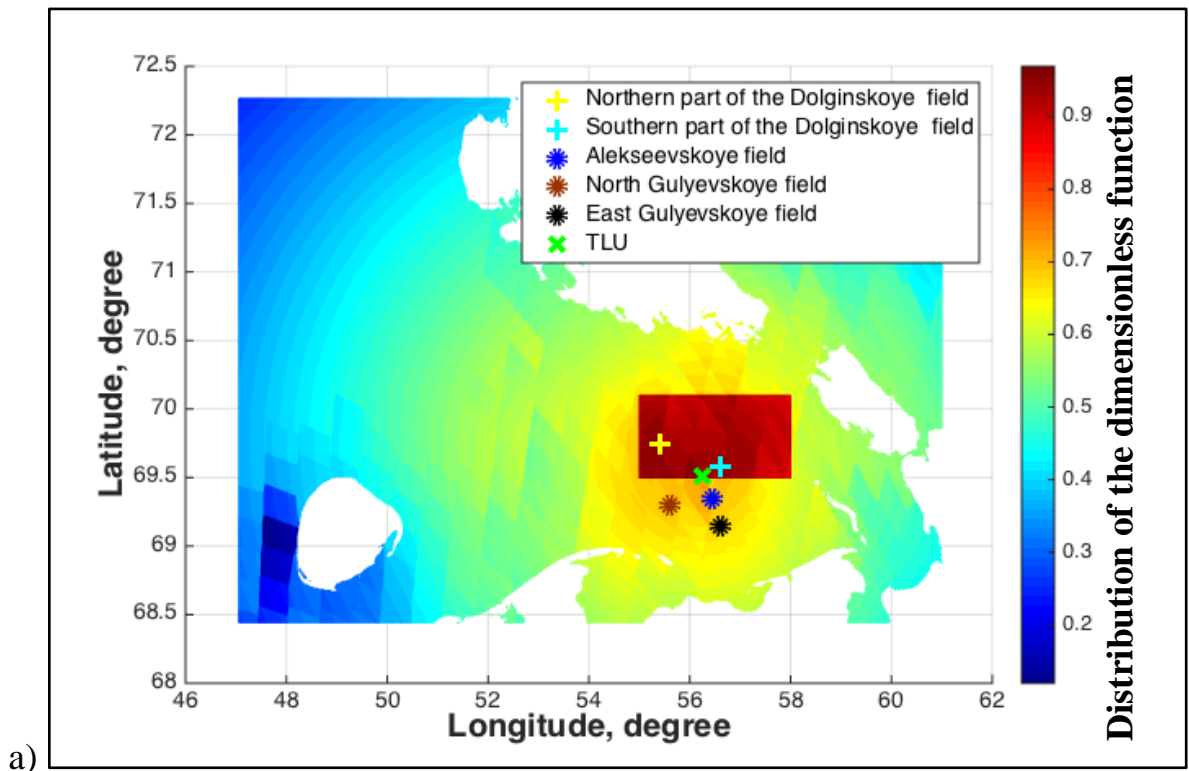 72.5
72
71.5
71
70.5
70
69.5
69
68.5
68
Latitude, degree
Northern part of the Dolginskoye field
Southern part of the Dolginskoye field
Alekseevskoye field
North Gulyevskoye field
East Gulyevskoye field
TLU
46 48 50 52 54 56 58 60 62
Longitude, degree
0.9
0.8
0.7
0.6
0.5
0.4
0.3
0.2
Distribution of the dimensionless function
a)